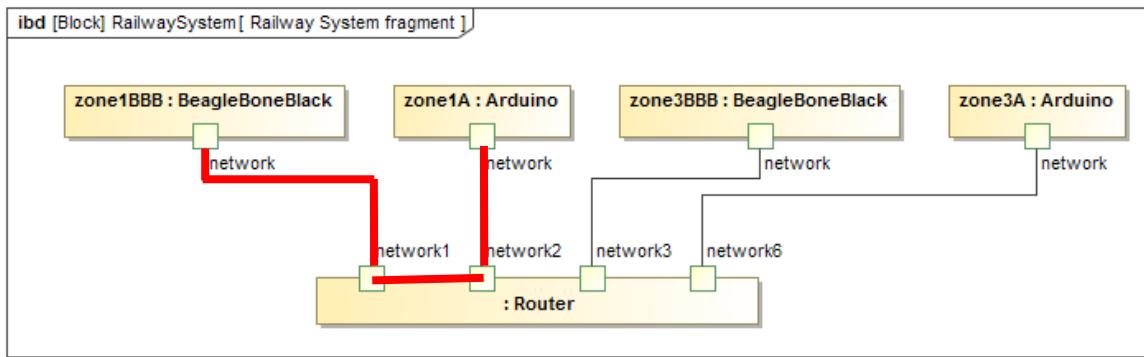 ibd [Block] RailwaySystem[ Railway System fragment ]
zone1BBB : BeagleBoneBlack
zone1A : Arduino
zone3BBB : BeagleBoneBlack
zone3A : Arduino
network
network
network
network
network1
network2
network3
network6
: Router